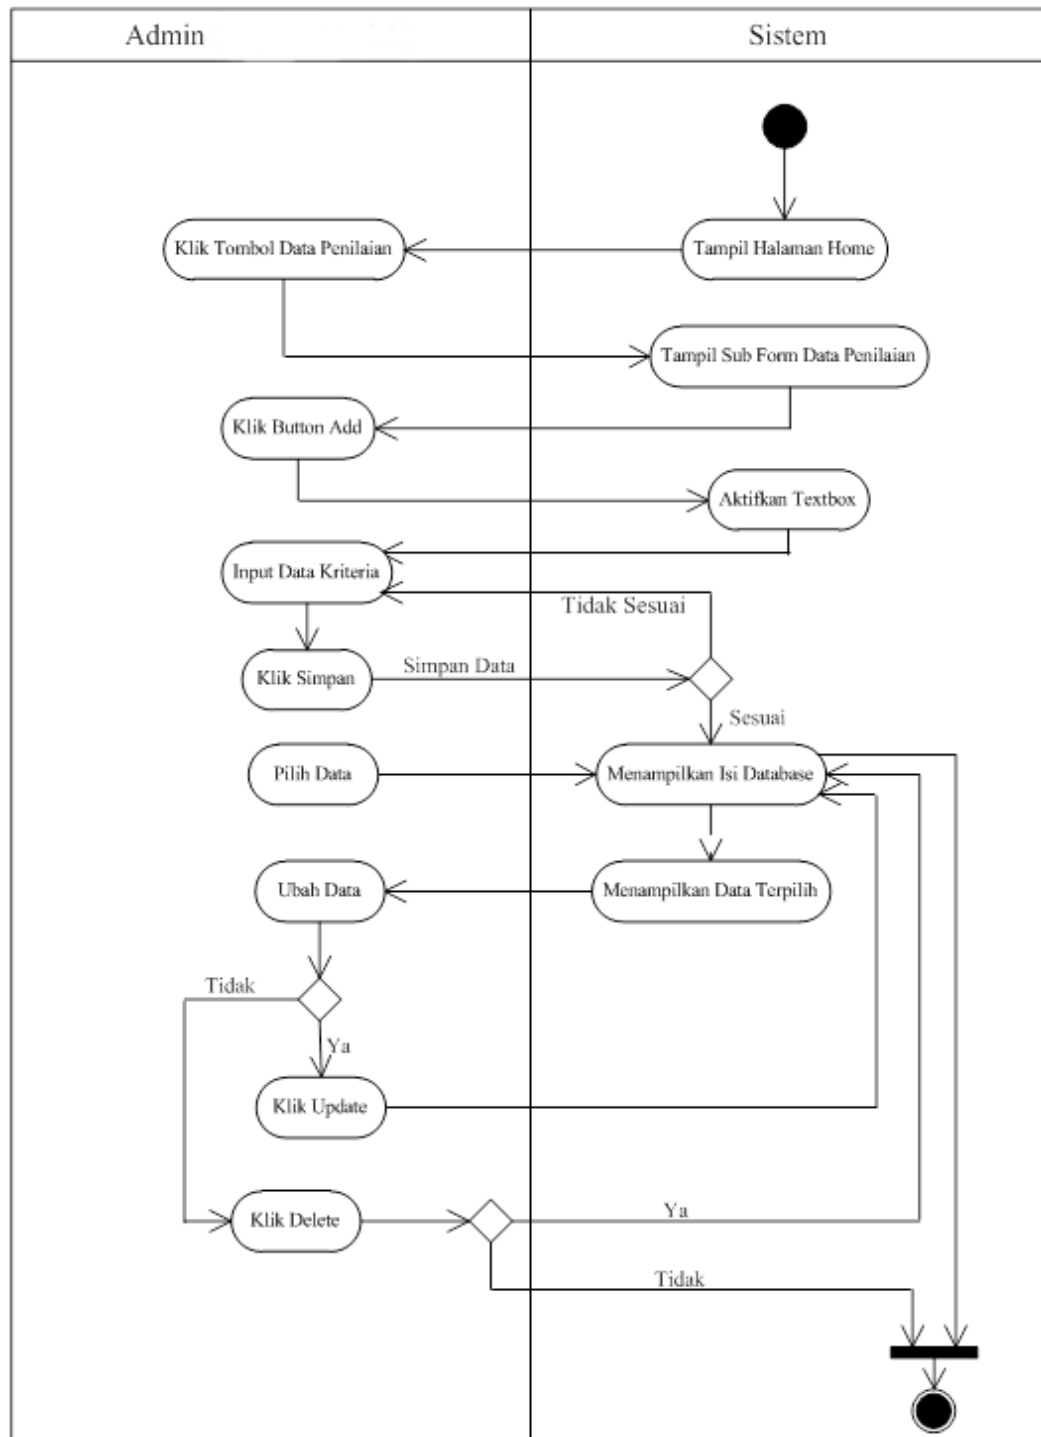 Admin
Sistem
Tampil Halaman Home
Klik Tombol Data Penilaian
Tampil Sub Form Data Penilaian
Klik Button Add
Aktifkan Textbox
Input Data Kriteria
Tidak Sesuai
Klik Simpan
Simpan Data
Sesuai
Pilih Data
Menampilkan Isi Database
Ubah Data
Menampilkan Data Terpilih
Tidak
Ya
Klik Update
Klik Delete
Ya
Tidak